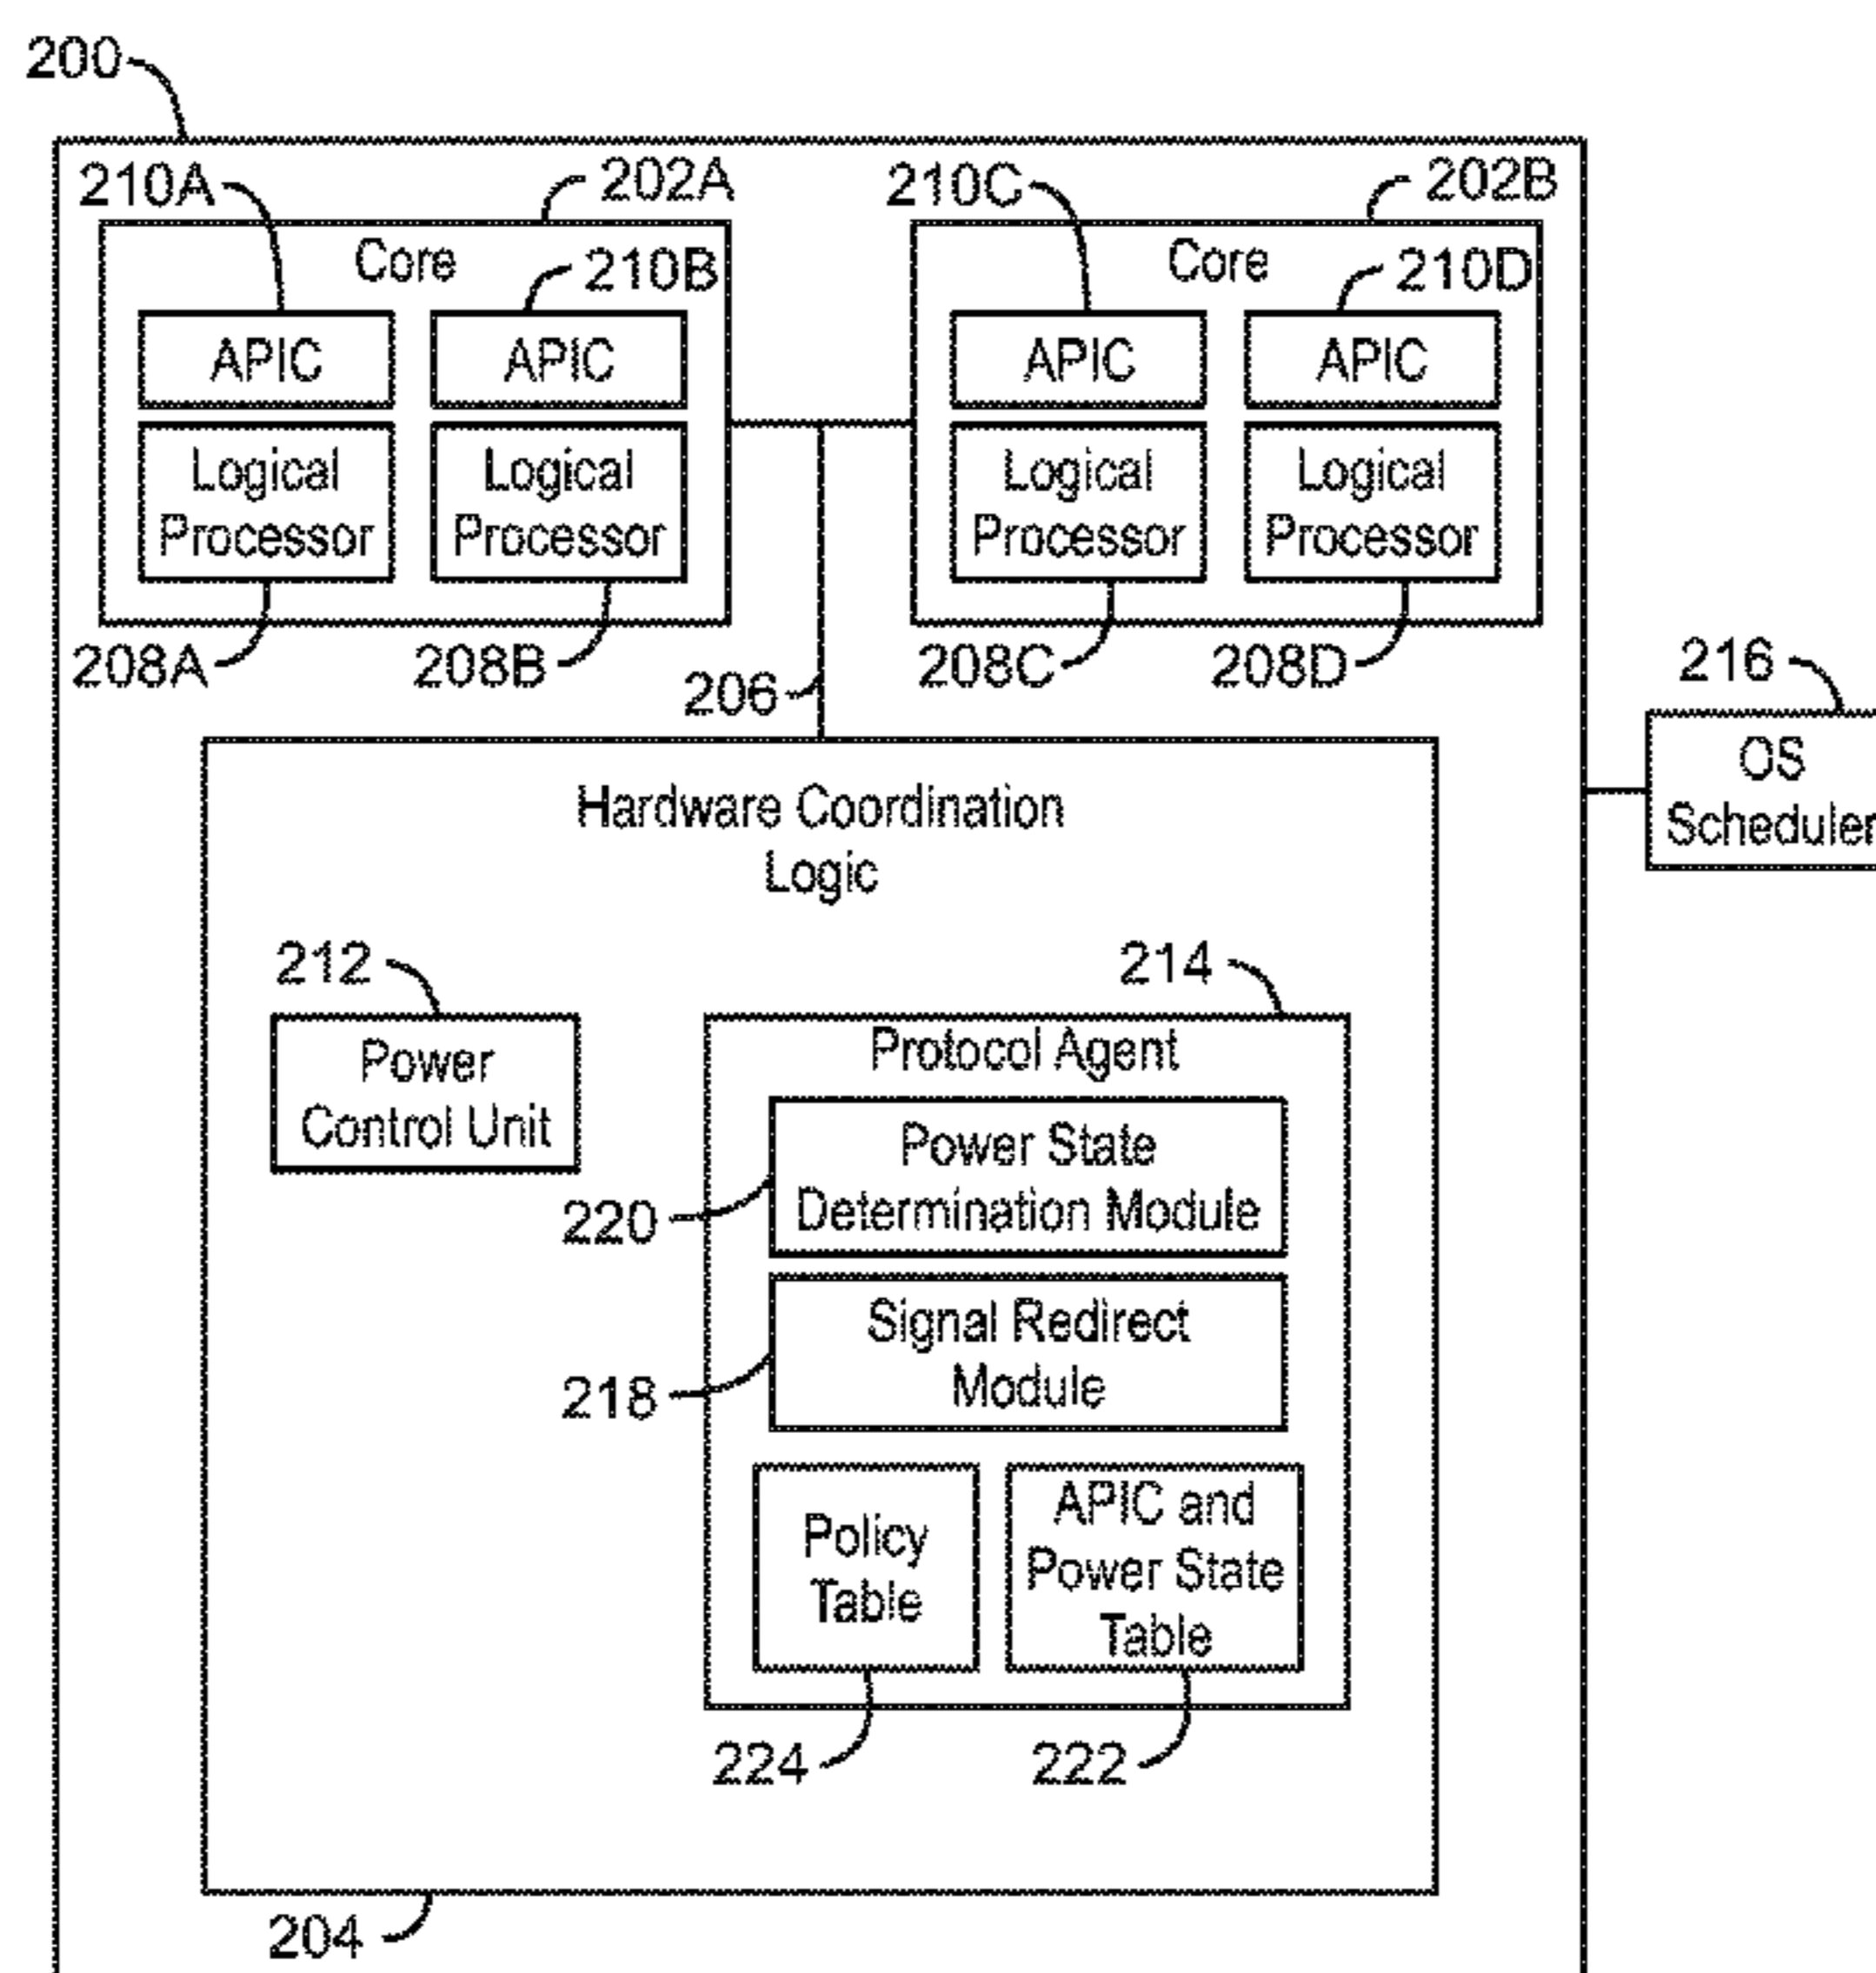 200
210A
202A
210C
202B
Core
210B
Core
210D
APIC
APIC
APIC
APIC
Logical
Processor
Logical
Processor
Logical
Processor
Logical
Processor
208A
208B
206
208C
208D
216
OS
Scheduler
Hardware Coordination
Logic
212
214
Power
Control Unit
Protocol Agent
Power State
Determination Module
220
Signal Redirect
Module
218
Policy
Table
APIC and
Power State
Table
224
222
204